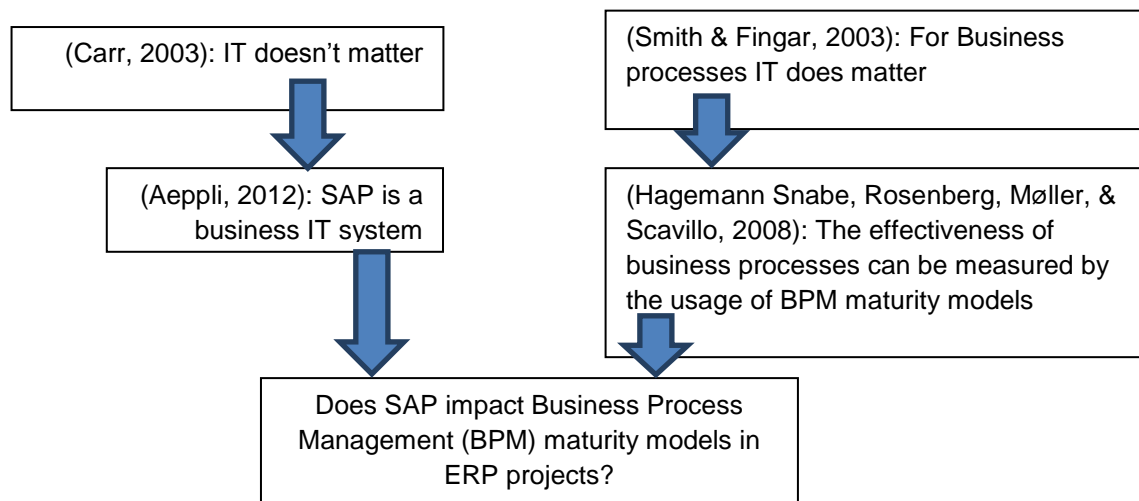 (Carr, 2003): IT doesn’t matter
(Smith & Fingar, 2003): For Business
processes IT does matter
(Aeppli, 2012): SAP is a
business IT system
(Hagemann Snabe, Rosenberg, Møller, &
Scavillo, 2008): The effectiveness of
business processes can be measured by
the usage of BPM maturity models
Does SAP impact Business Process
Management (BPM) maturity models in
ERP projects?